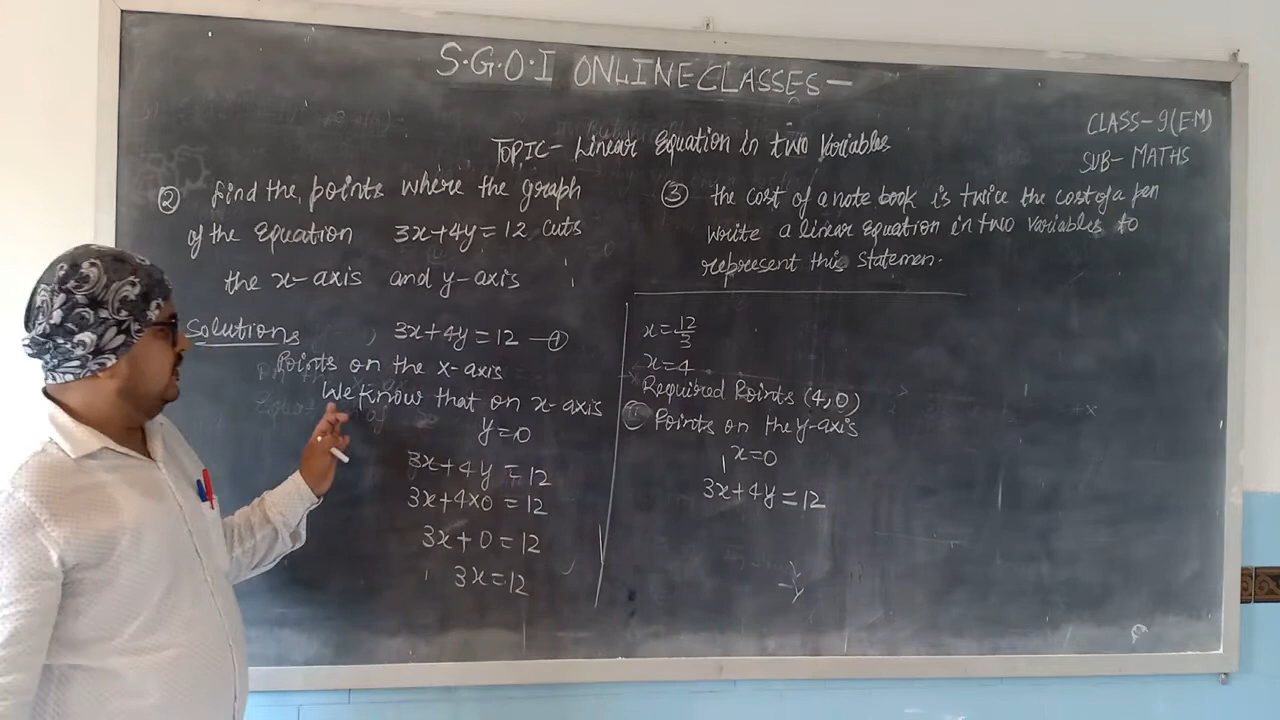 S.G.O.I ONLINE CLASSES -
CLASS - 9 (E.M)
SUB - MATHS
TOPIC - Linear Equation in two Variables
② find the points where the graph
of the Equation 3x+4y=12 cuts
the x-axis and y-axis
Solutions , 3x+4y=12 -①
Points on the x-axis
We know that on x-axis
y=0
3x+4y=12
3x+4x0=12
3x+0=12
3x=12
③ the cost of a note book is twice the cost of a pen
write a linear Equation in two variables to
represent this statemen.
x=12/3
x=4
Required Points (4,0)
ⓘⓘ Points on the y-axis
x=0
3x+4y=12